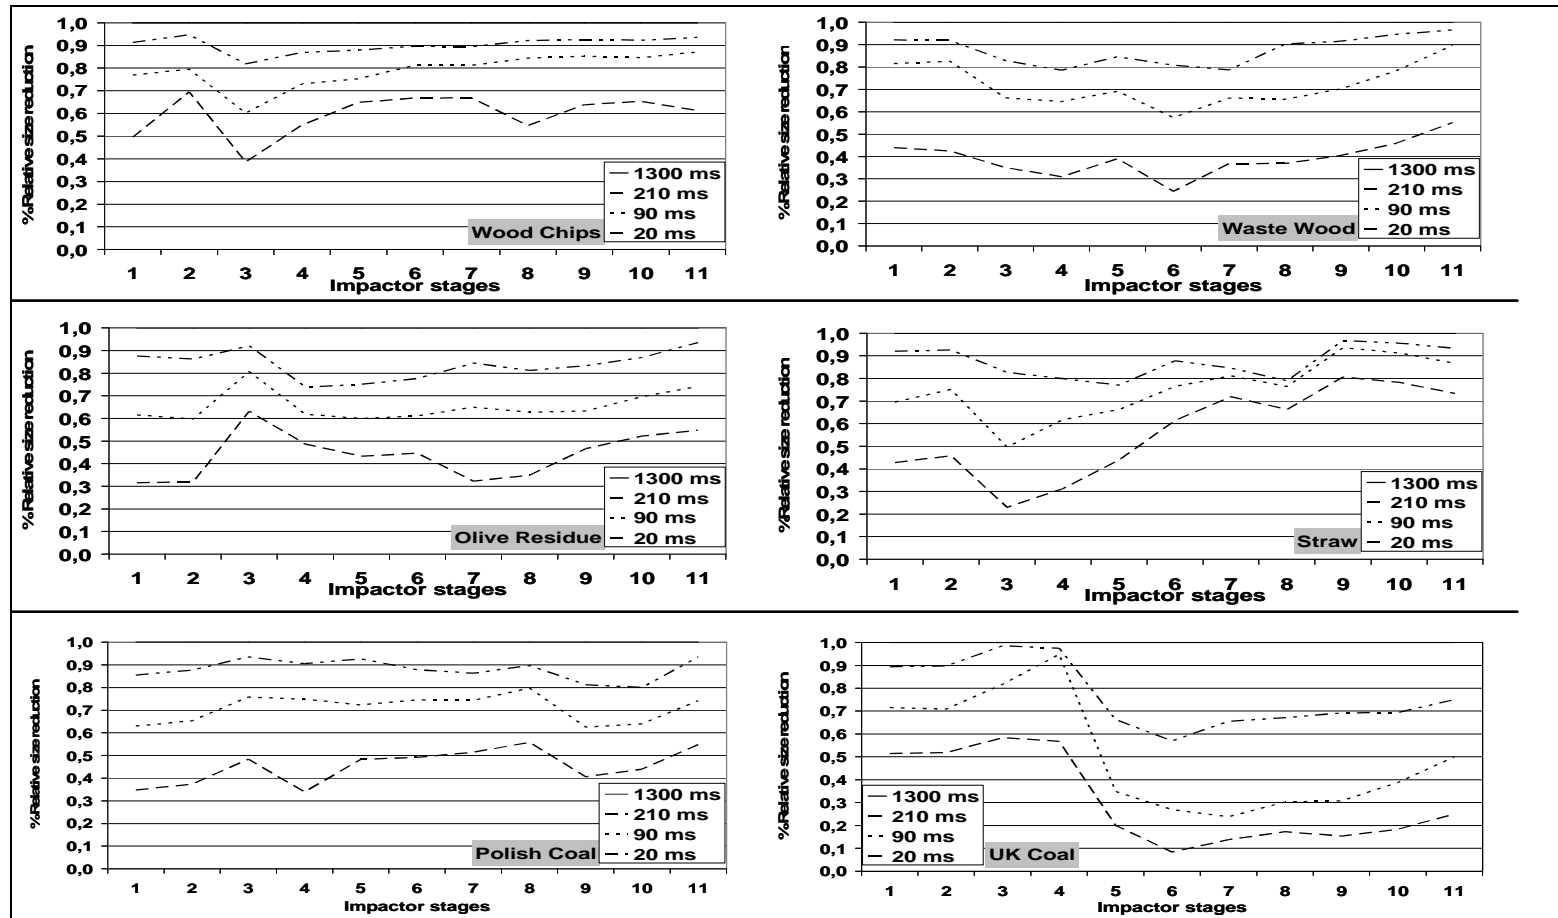 %Relative size reduction
1,0
0,9
0,8
0,7
0,6
0,5
0,4
0,3
0,2
0,1
0,0
1300 ms
210 ms
90 ms
20 ms
Wood Chips
1 2 3 4 5 6 7 8 9 10 11
Impactor stages
%Relative size reduction
1,0
0,9
0,8
0,7
0,6
0,5
0,4
0,3
0,2
0,1
0,0
1300 ms
210 ms
90 ms
20 ms
Waste Wood
1 2 3 4 5 6 7 8 9 10 11
Impactor stages
%Relative size reduction
1,0
0,9
0,8
0,7
0,6
0,5
0,4
0,3
0,2
0,1
0,0
1300 ms
210 ms
90 ms
20 ms
Olive Residue
1 2 3 4 5 6 7 8 9 10 11
Impactor stages
%Relative size reduction
1,0
0,9
0,8
0,7
0,6
0,5
0,4
0,3
0,2
0,1
0,0
1300 ms
210 ms
90 ms
20 ms
Straw
1 2 3 4 5 6 7 8 9 10 11
Impactor stages
%Relative size reduction
1,0
0,9
0,8
0,7
0,6
0,5
0,4
0,3
0,2
0,1
0,0
1300 ms
210 ms
90 ms
20 ms
Polish Coal
1 2 3 4 5 6 7 8 9 10 11
Impactor stages
%Relative size reduction
1,0
0,9
0,8
0,7
0,6
0,5
0,4
0,3
0,2
0,1
0,0
1300 ms
210 ms
90 ms
20 ms
UK Coal
1 2 3 4 5 6 7 8 9 10 11
Impactor stages